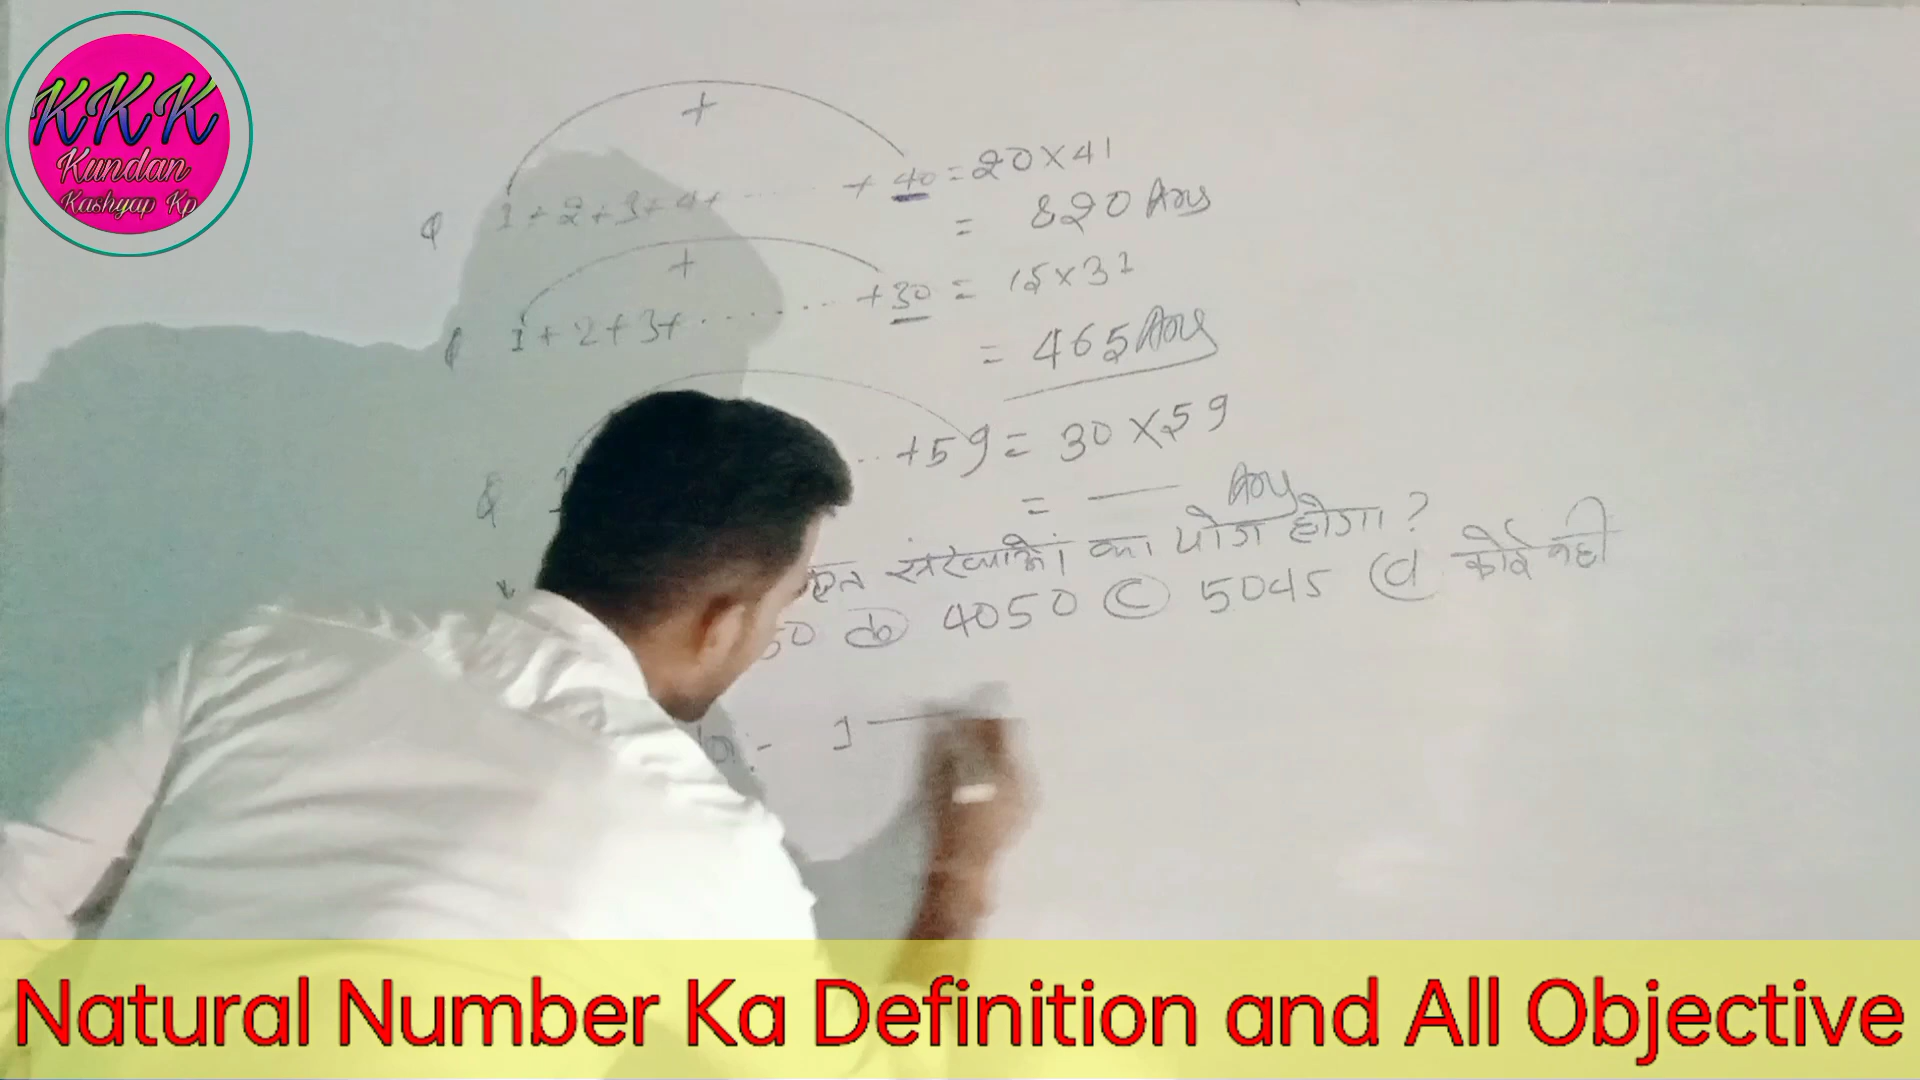 KKK
Kundan
Kashyap Kp
+
1+2+3+4+ ...... + 40 = 20×41
= 820 Ans
+
1+2+3+ ........ +30 = 15×31
= 465 Ans
.. +59 = 30×59
= — Ans
का योग होगा ?
50 (b) 4050 (c) 5045 (d) कोई नही
:- 1
Natural Number Ka Definition and All Objective